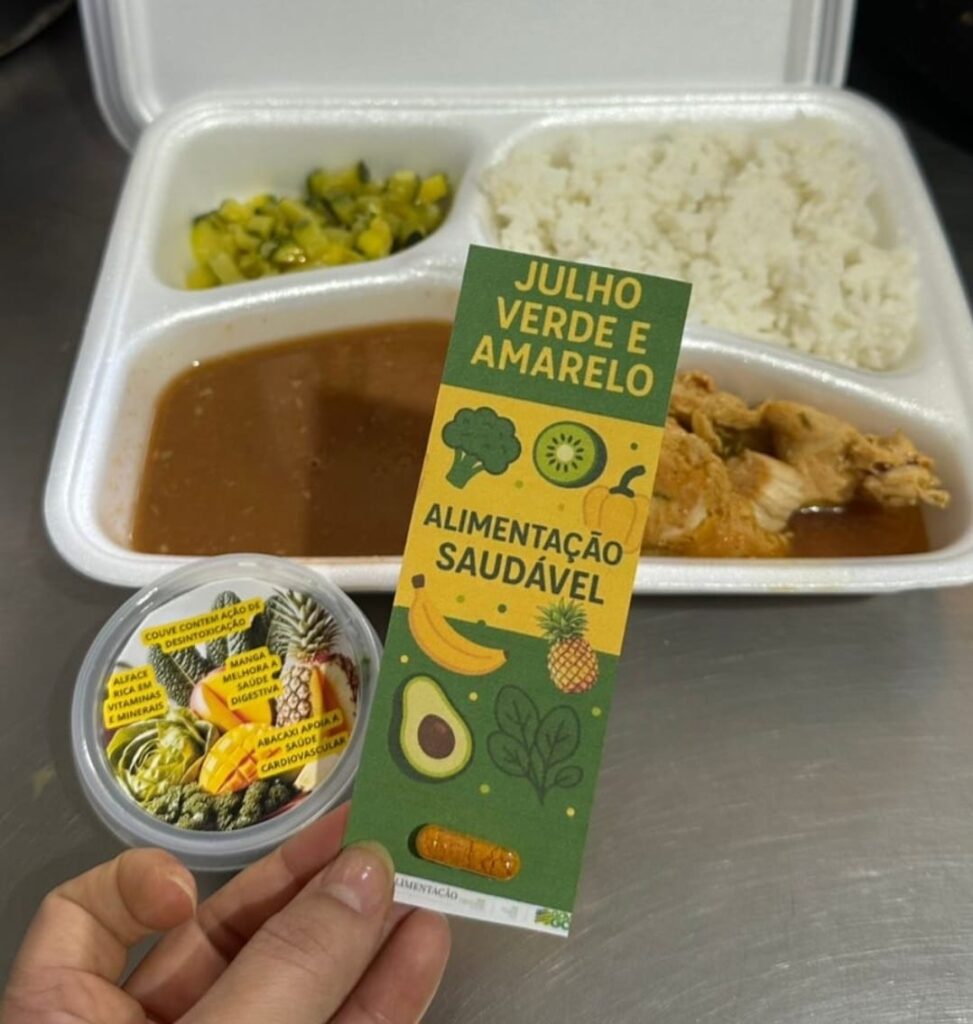 JULHO
VERDE E
AMARELO
ALIMENTAÇÃO
SAUDÁVEL
LIMENTAÇÃO
COUVE CONTEM AÇÃO DE
DESINTOXICAÇÃO
MANGA
MELHORA A
SAÚDE
DIGESTIVA
ALFACE
RICA EM
VITAMINAS
E MINERAIS
ABACAXI APOIA A
SAÚDE
CARDIOVASCULAR